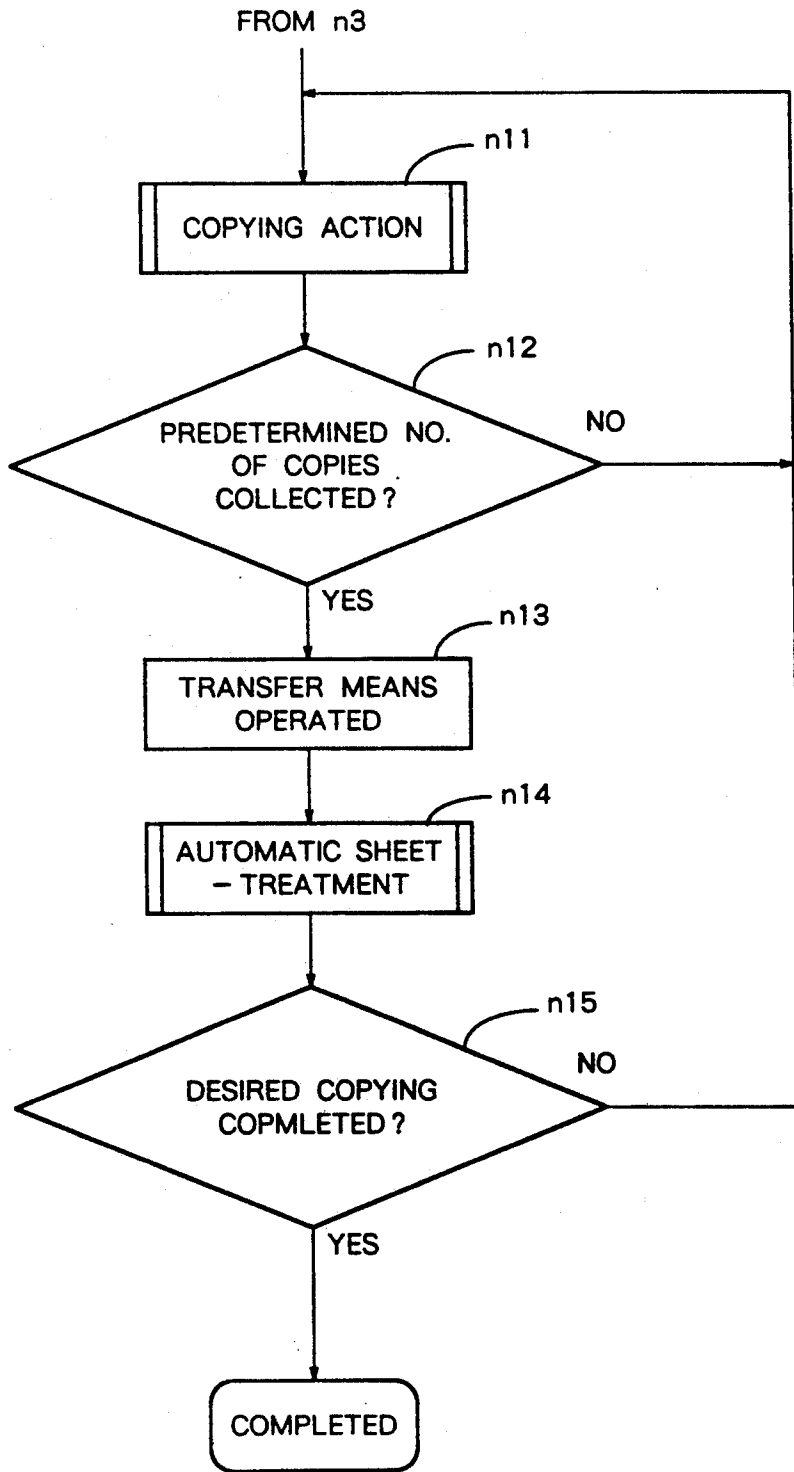 FROM n3
n11
COPYING ACTION
n12
PREDETERMINED NO.
OF COPIES
COLLECTED?
NO
YES
n13
TRANSFER MEANS
OPERATED
n14
AUTOMATIC SHEET
- TREATMENT
n15
DESIRED COPYING
COPMLETED?
NO
YES
COMPLETED